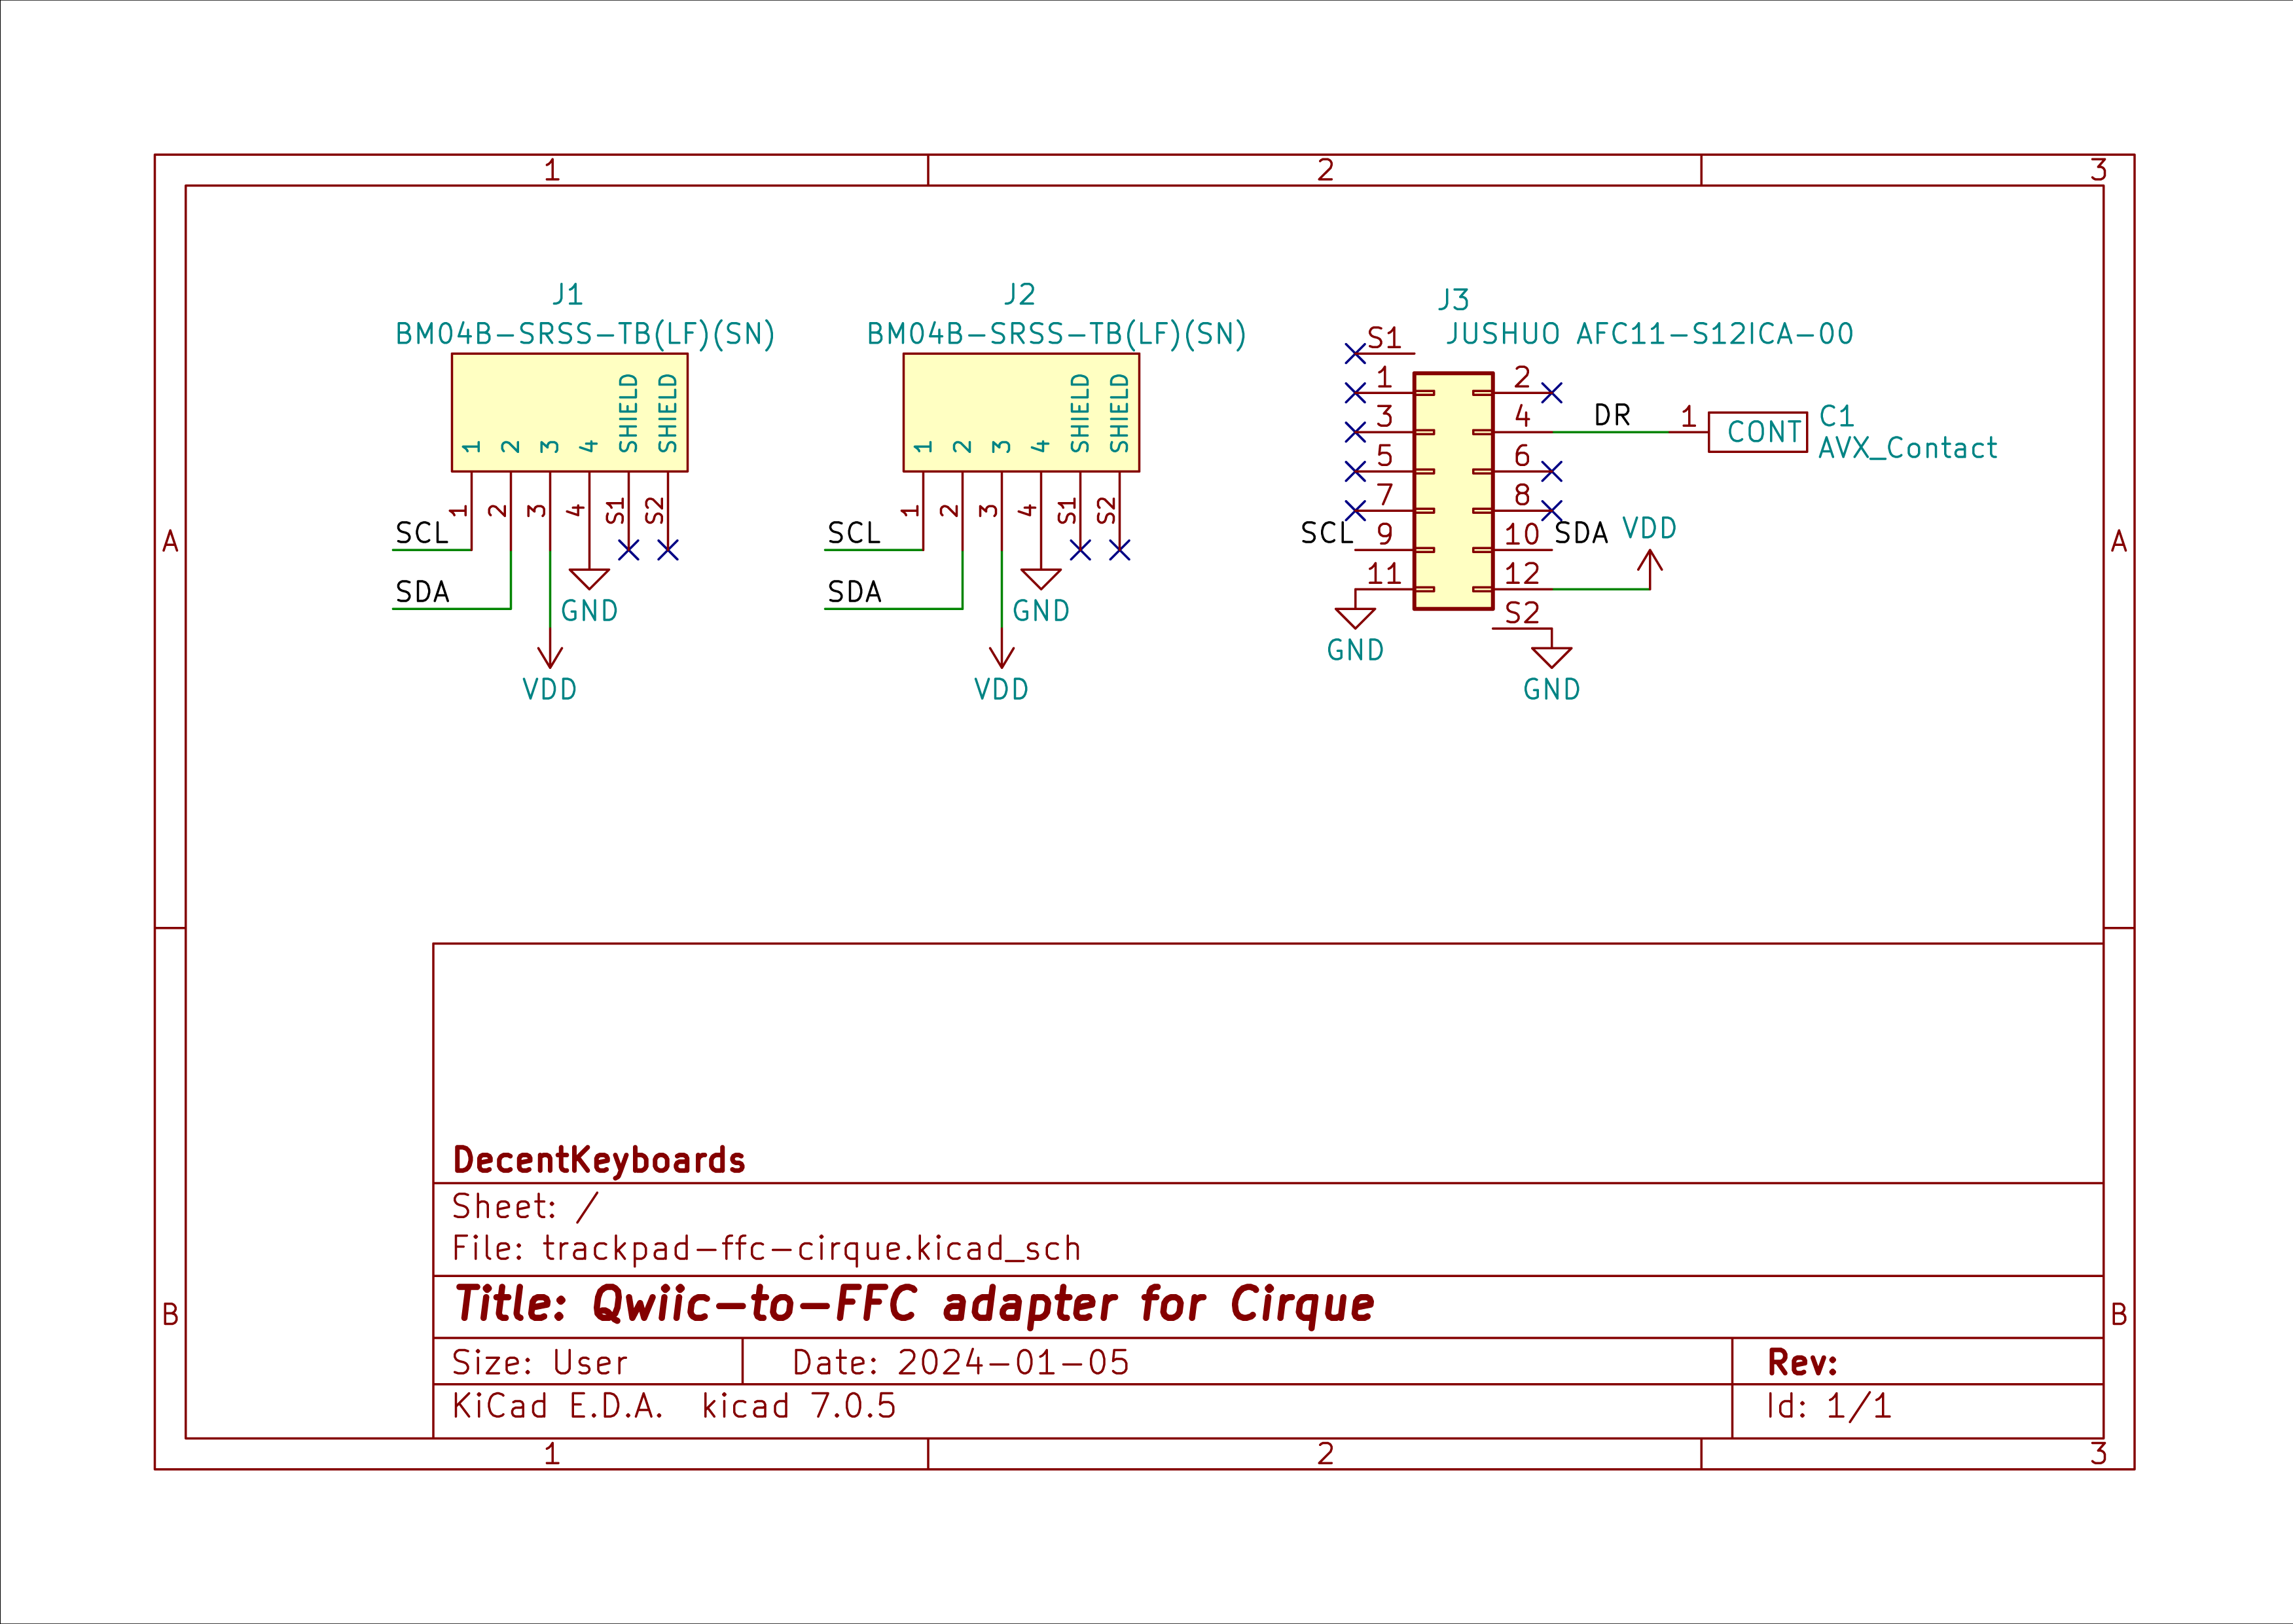 1 2 3
J1
BM04B-SRSS-TB(LF)(SN)
1 2 3 4 SHIELD SHIELD
1 2 3 4 S1 S2
SCL
SDA
GND
VDD
J2
BM04B-SRSS-TB(LF)(SN)
1 2 3 4 SHIELD SHIELD
1 2 3 4 S1 S2
SCL
SDA
GND
VDD
J3
JUSHUO AFC11-S12ICA-00
S1
1 2
3 4 DR 1 CONT C1
AVX_Contact
5 6
7 8
SCL 9 10 SDA VDD
11 12
S2
GND
GND
A A
DecentKeyboards
Sheet: /
File: trackpad-ffc-cirque.kicad_sch
B Title: Qwiic-to-FFC adapter for Cirque B
Size: User Date: 2024-01-05 Rev:
KiCad E.D.A. kicad 7.0.5 Id: 1/1
1 2 3